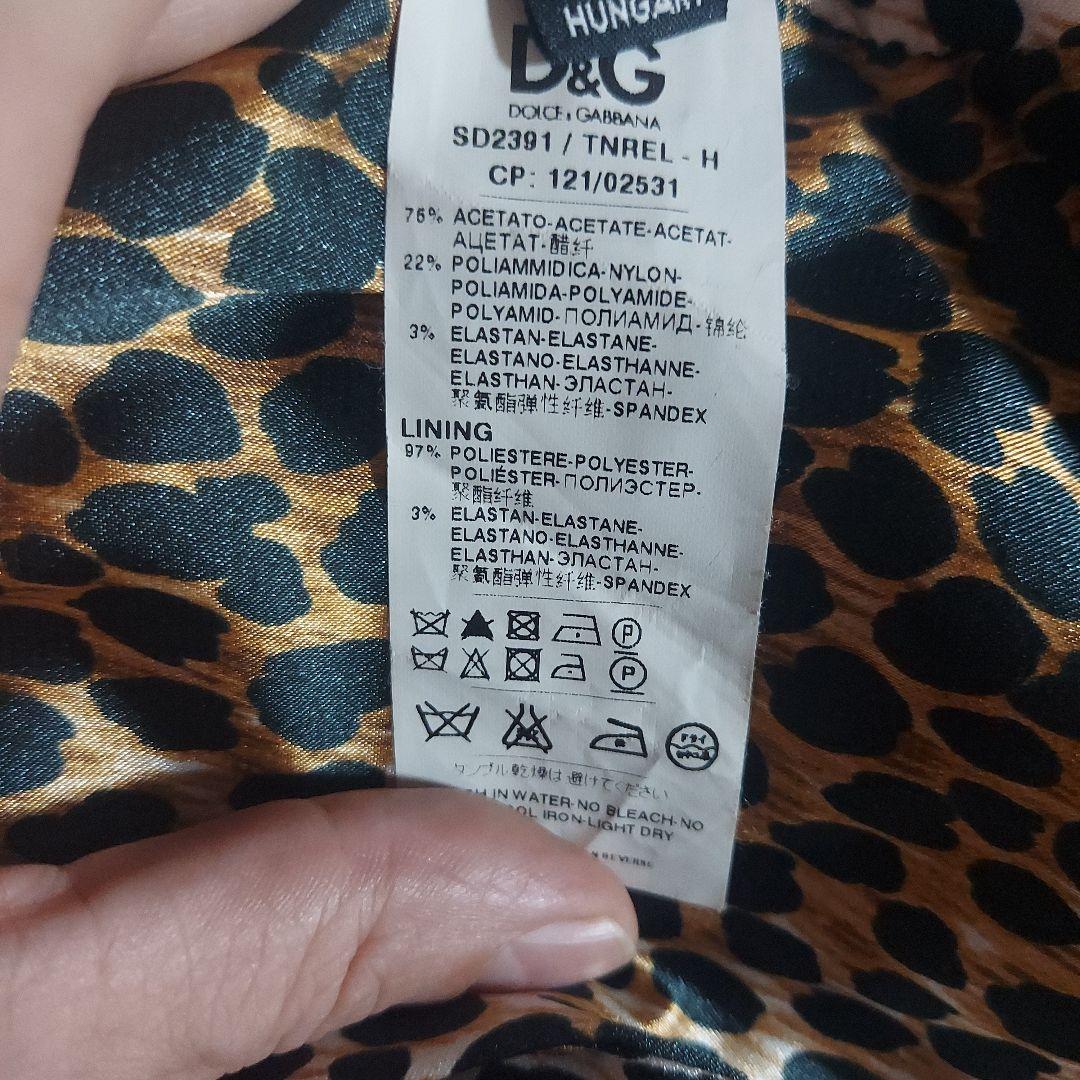 HUNGARY
D&G
DOLCE & GABBANA
SD2391 / TNREL - H
CP: 121/02531
75% ACETATO-ACETATE-ACETAT-
АЦЕТАТ-醋纤
22% POLIAMMIDICA-NYLON-
POLIAMIDA-POLYAMIDE-
POLYAMID-ПОЛИАМИД-锦纶
3% ELASTAN-ELASTANE-
ELASTANO-ELASTHANNE-
ELASTHAN-ЭЛАСТАН-
聚氨酯弹性纤维-SPANDEX
LINING
97% POLIESTERE-POLYESTER-
POLIÉSTER-ПОЛИЭСТЕР-
聚酯纤维
3% ELASTAN-ELASTANE-
ELASTANO-ELASTHANNE-
ELASTHAN-ЭЛАСТАН-
聚氨酯弹性纤维-SPANDEX
P
P
ドライ
タンブル乾燥は避けてください
IN WATER-NO BLEACH-NO
IRON-LIGHT DRY
REVERSE